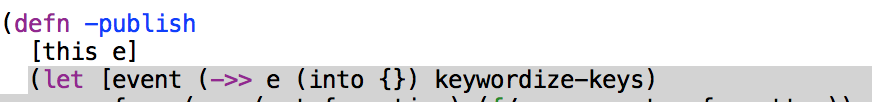 (defn -publish
[this e]
(let [event (->> e (into {}) keywordize-keys)